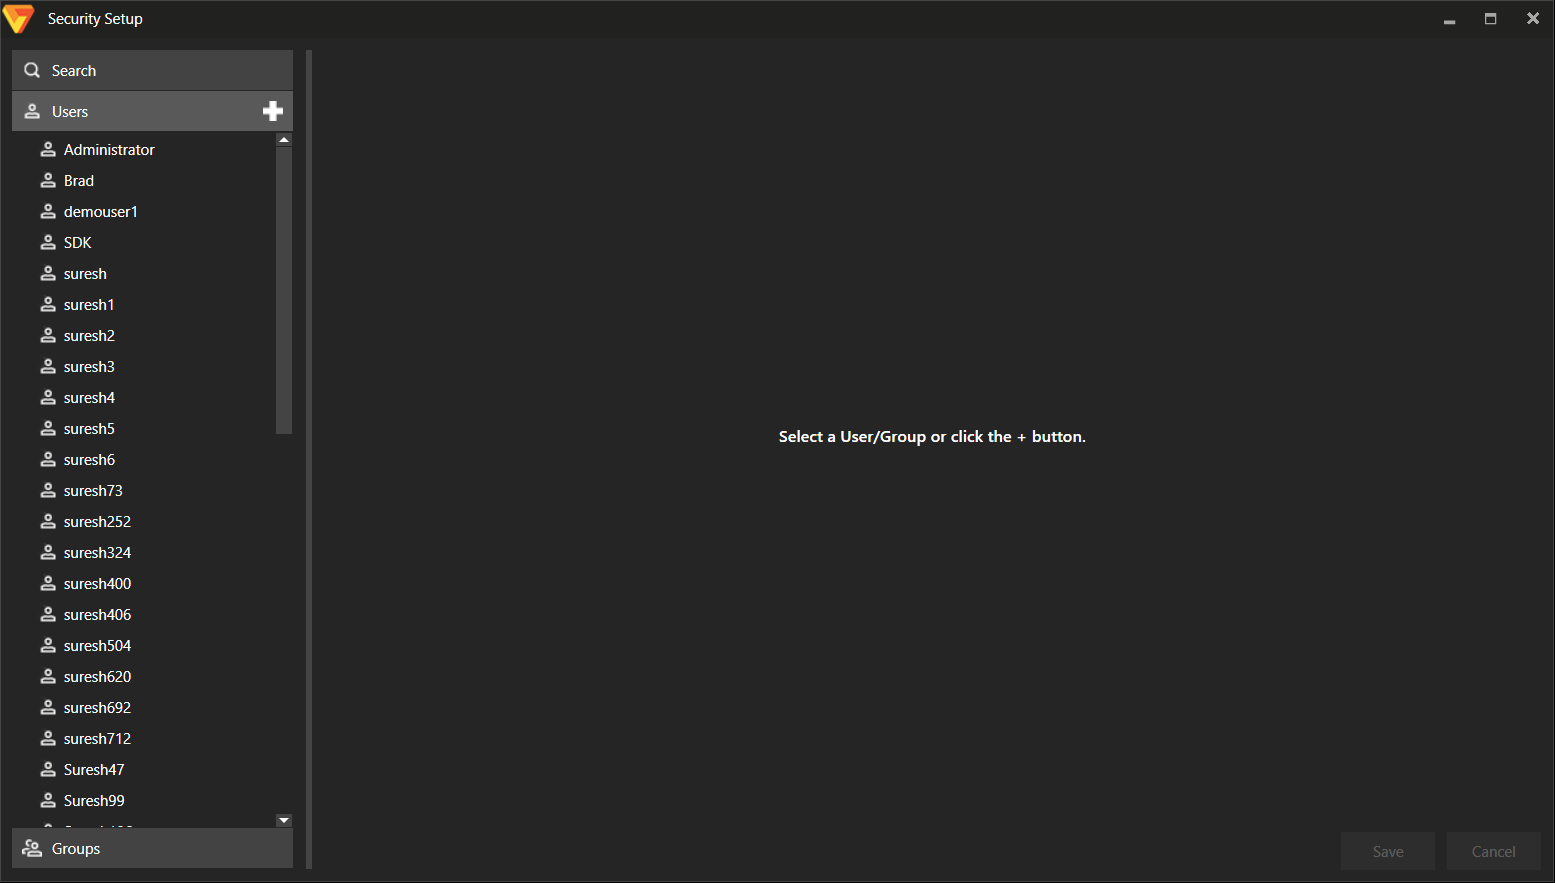 Security Setup
Search
Users
Administrator
Brad
demouser1
SDK
suresh
suresh1
suresh2
suresh3
suresh4
suresh5
suresh6
suresh73
suresh252
suresh324
suresh400
suresh406
suresh504
suresh620
suresh692
suresh712
Suresh47
Suresh99
Groups
Select a User/Group or click the + button.
Save
Cancel